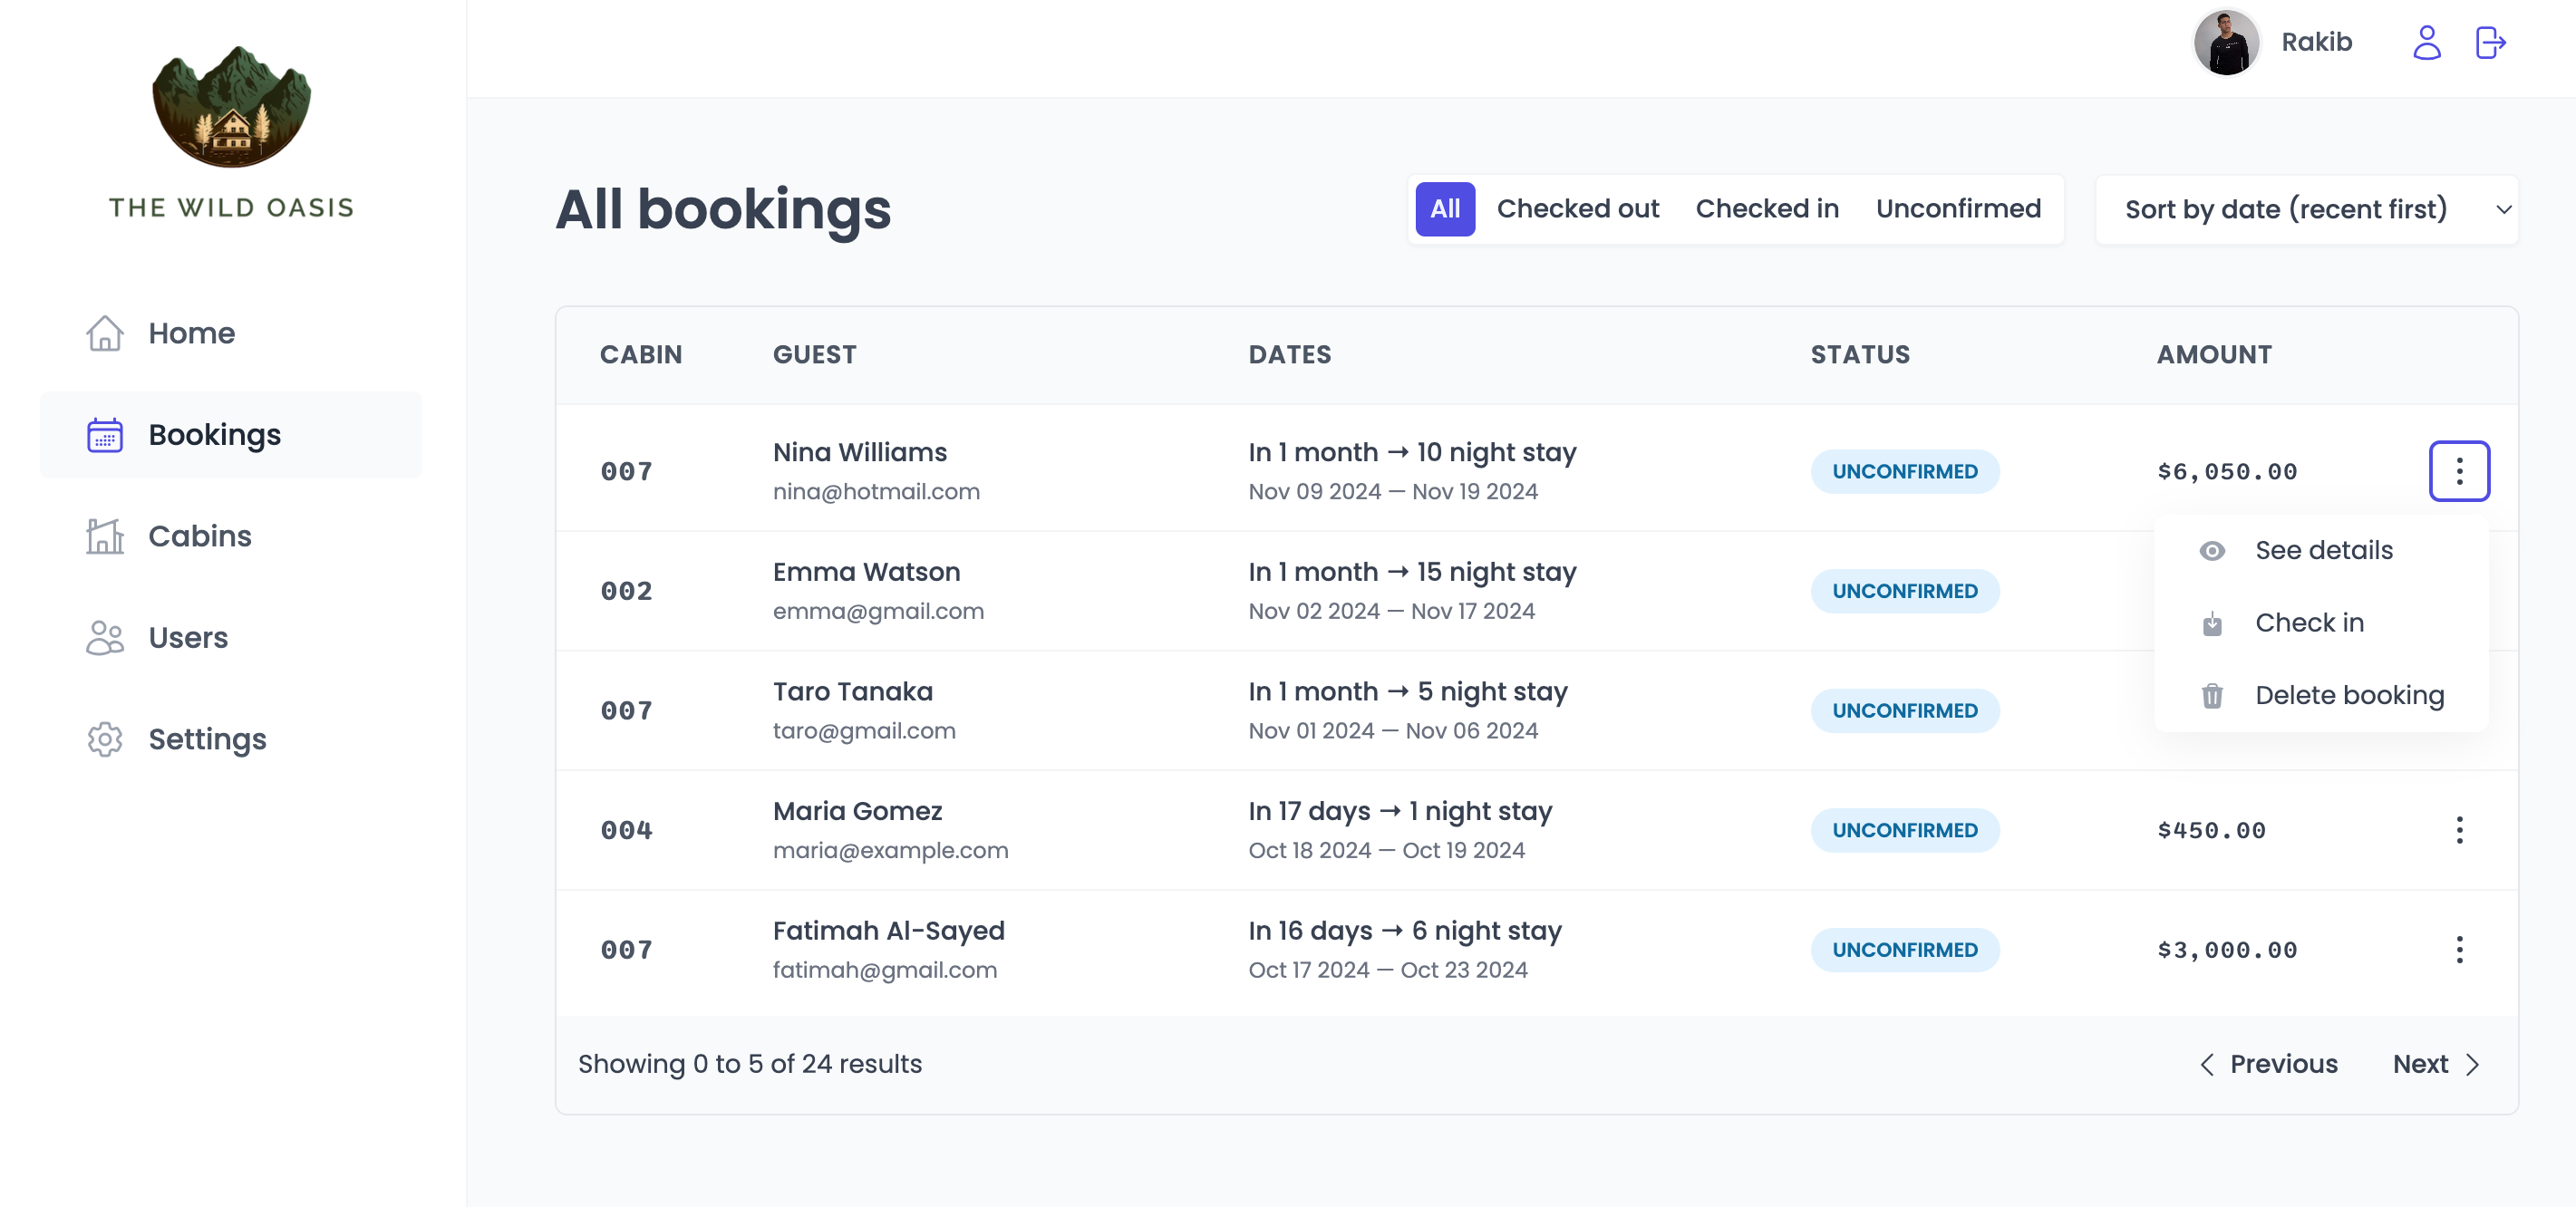 THE WILD OASIS
Home
Bookings
Cabins
Users
Settings
Rakib
All bookings
All Checked out Checked in Unconfirmed
Sort by date (recent first)
CABIN GUEST DATES STATUS AMOUNT
007 Nina Williams In 1 month → 10 night stay UNCONFIRMED $6,050.00
nina@hotmail.com Nov 09 2024 — Nov 19 2024
002 Emma Watson In 1 month → 15 night stay UNCONFIRMED
emma@gmail.com Nov 02 2024 — Nov 17 2024
See details
Check in
Delete booking
007 Taro Tanaka In 1 month → 5 night stay UNCONFIRMED
taro@gmail.com Nov 01 2024 — Nov 06 2024
004 Maria Gomez In 17 days → 1 night stay UNCONFIRMED $450.00
maria@example.com Oct 18 2024 — Oct 19 2024
007 Fatimah Al-Sayed In 16 days → 6 night stay UNCONFIRMED $3,000.00
fatimah@gmail.com Oct 17 2024 — Oct 23 2024
Showing 0 to 5 of 24 results
Previous Next